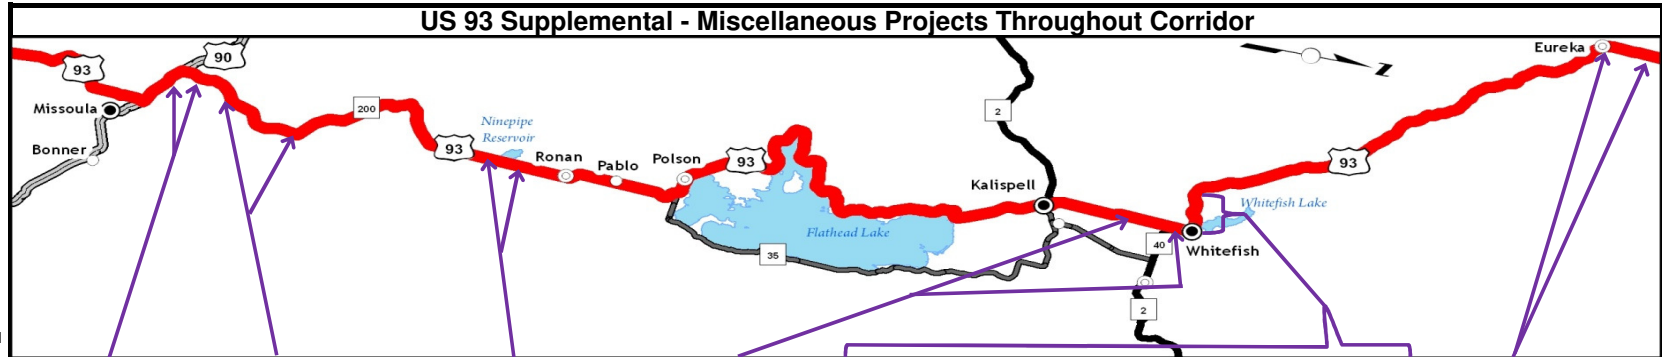 US 93 Supplemental - Miscellaneous Projects Throughout Corridor
93
90
Missoula
Bonner
200
93
Ninepipe
Reservoir
Ronan
Pablo
Polson
93
Flathead Lake
35
2
Kalispell
40
2
Whitefish
Whitefish Lake
93
Eureka
Z